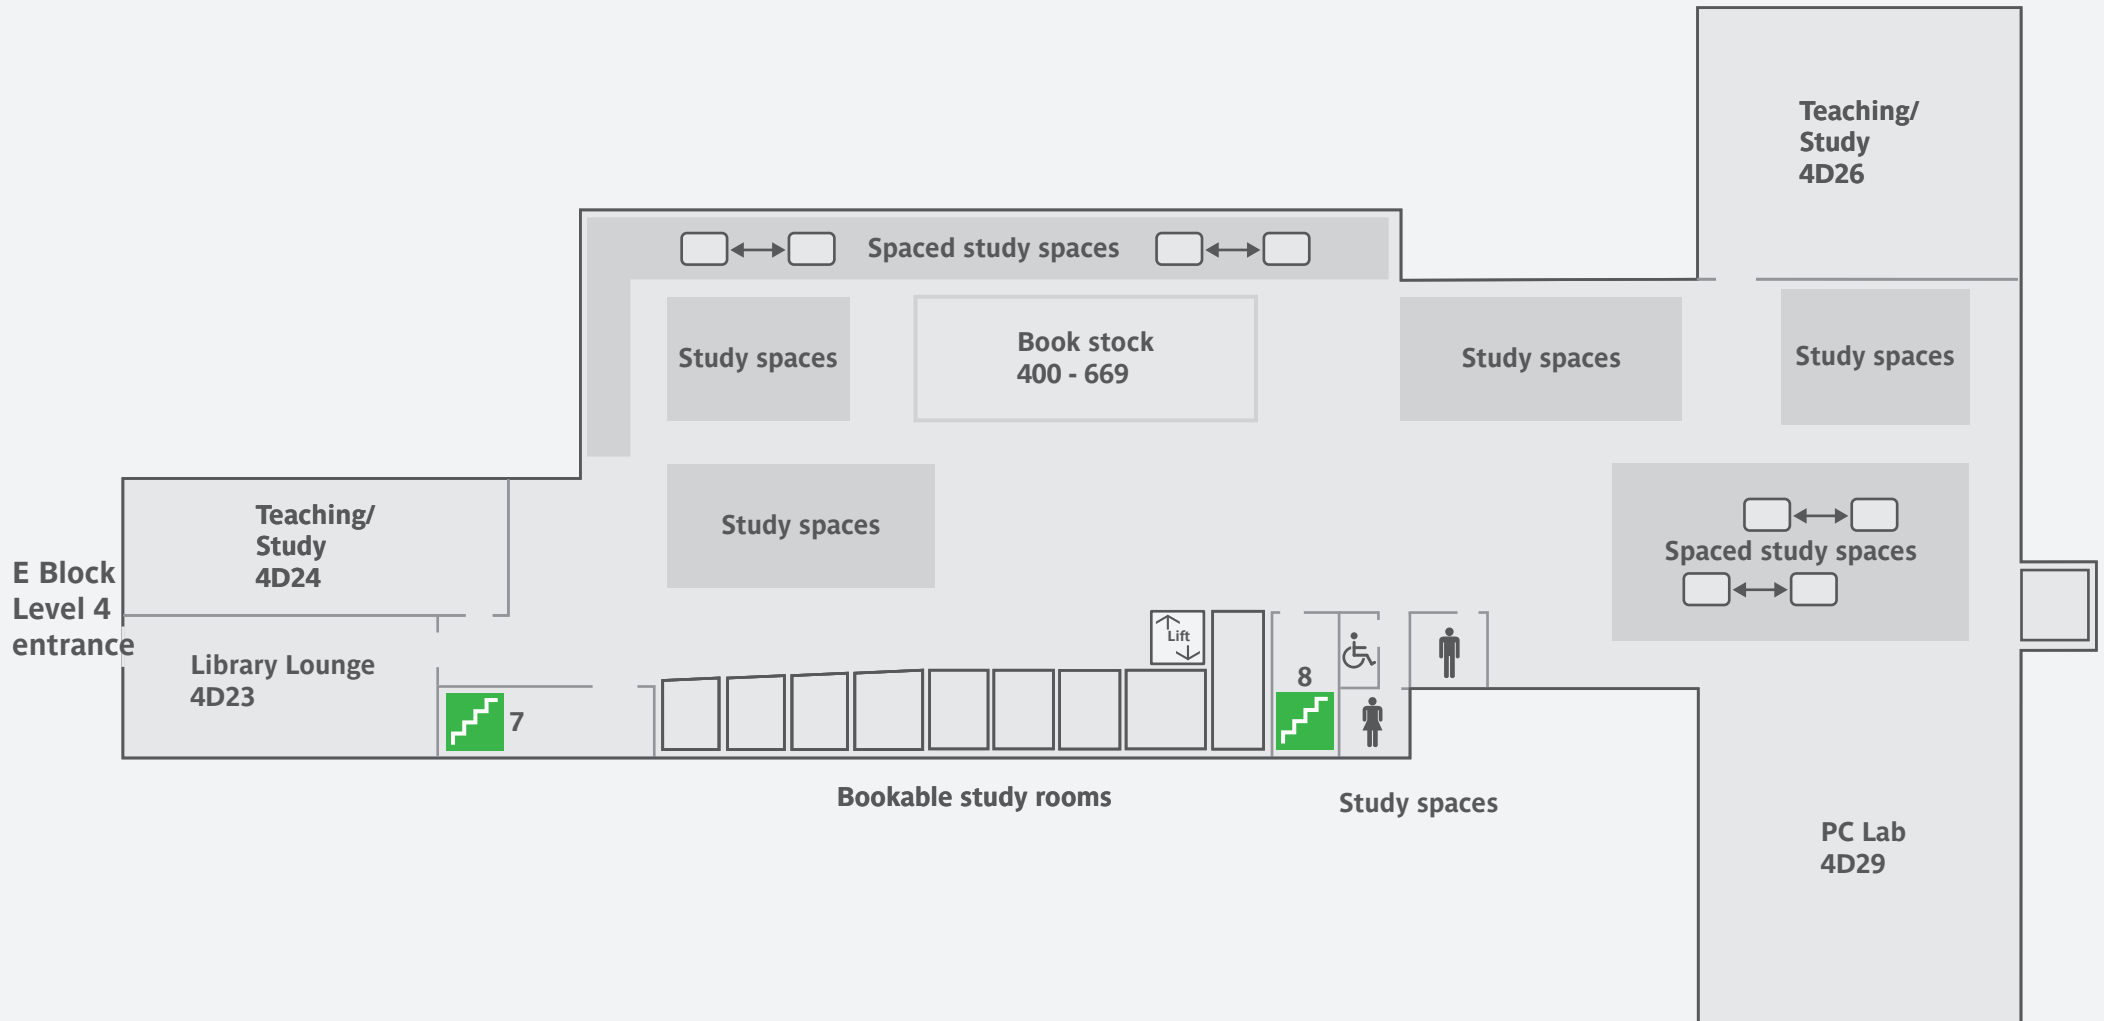 Teaching/
Study
4D26
Spaced study spaces
Study spaces
Book stock
400 - 669
Study spaces
Study spaces
Teaching/
Study
4D24
Study spaces
Spaced study spaces
E Block
Level 4
entrance
Library Lounge
4D23
7
Lift
8
Bookable study rooms
Study spaces
PC Lab
4D29